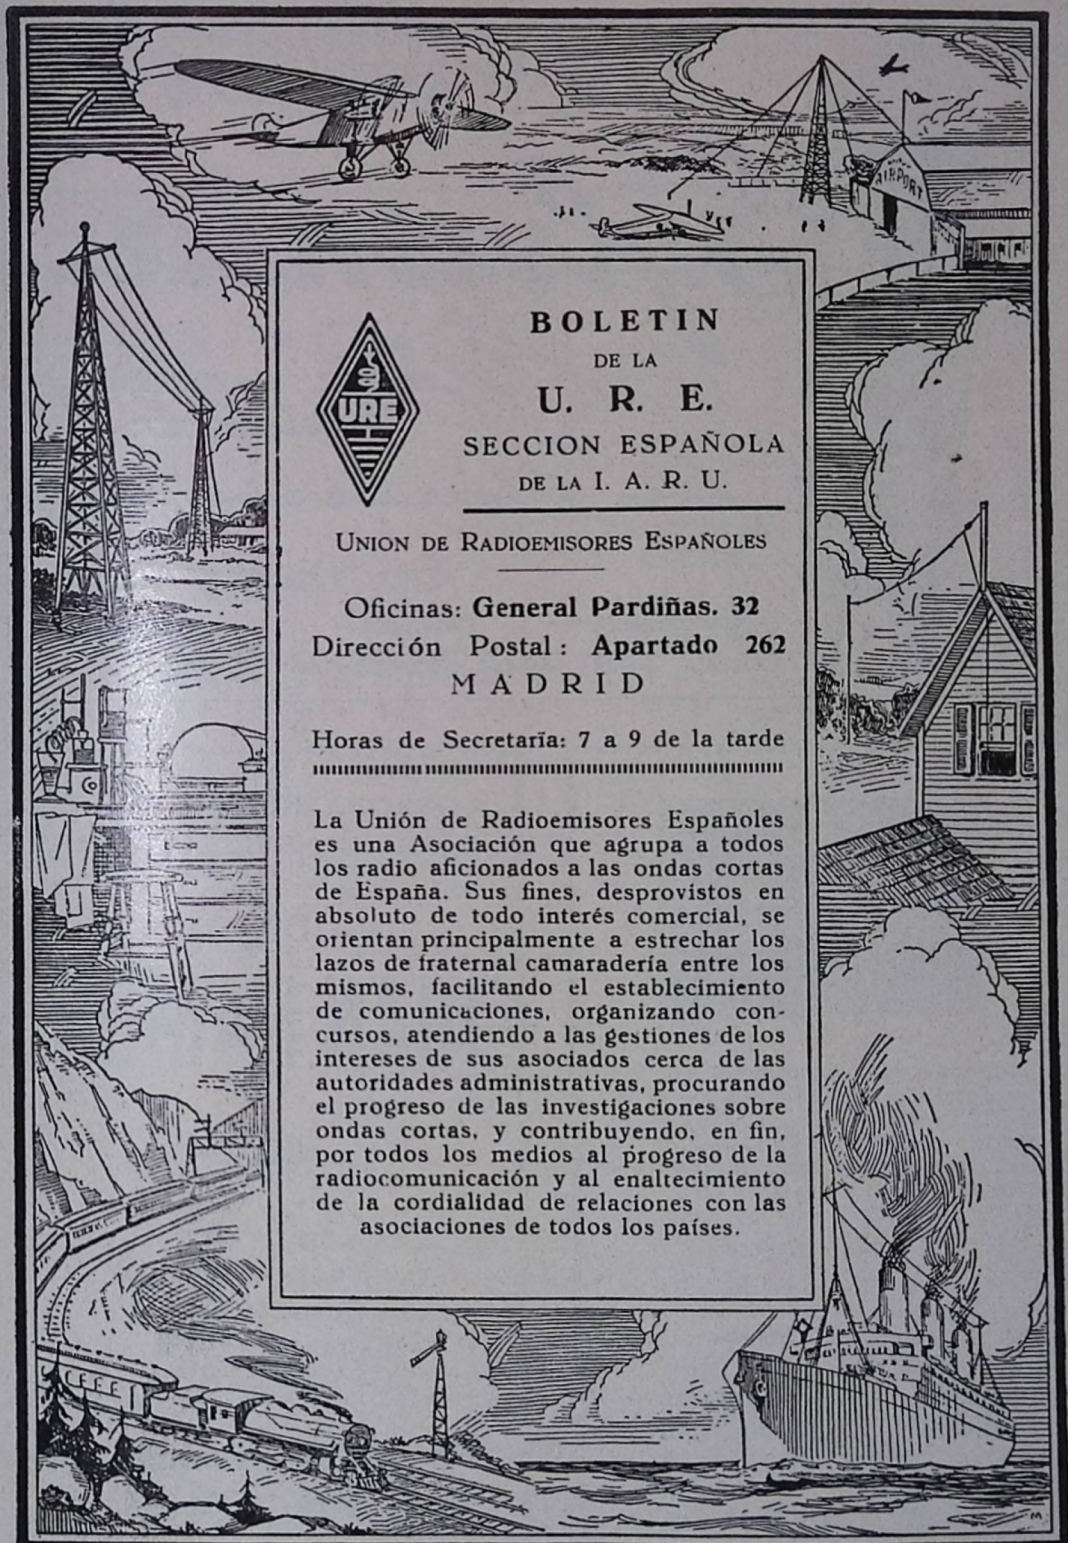 AIRPORT
URE
BOLETIN
DE LA
U. R. E.
SECCION ESPAÑOLA
DE LA I. A. R. U.
UNION DE RADIOEMISORES ESPAÑOLES
Oficinas: General Pardiñas. 32
Dirección Postal: Apartado 262
MADRID
Horas de Secretaría: 7 a 9 de la tarde
La Unión de Radioemisores Españoles
es una Asociación que agrupa a todos
los radio aficionados a las ondas cortas
de España. Sus fines, desprovistos en
absoluto de todo interés comercial, se
orientan principalmente a estrechar los
lazos de fraternal camaradería entre los
mismos, facilitando el establecimiento
de comunicaciones, organizando con-
cursos, atendiendo a las gestiones de los
intereses de sus asociados cerca de las
autoridades administrativas, procurando
el progreso de las investigaciones sobre
ondas cortas, y contribuyendo, en fin,
por todos los medios al progreso de la
radiocomunicación y al enaltecimiento
de la cordialidad de relaciones con las
asociaciones de todos los países.
M